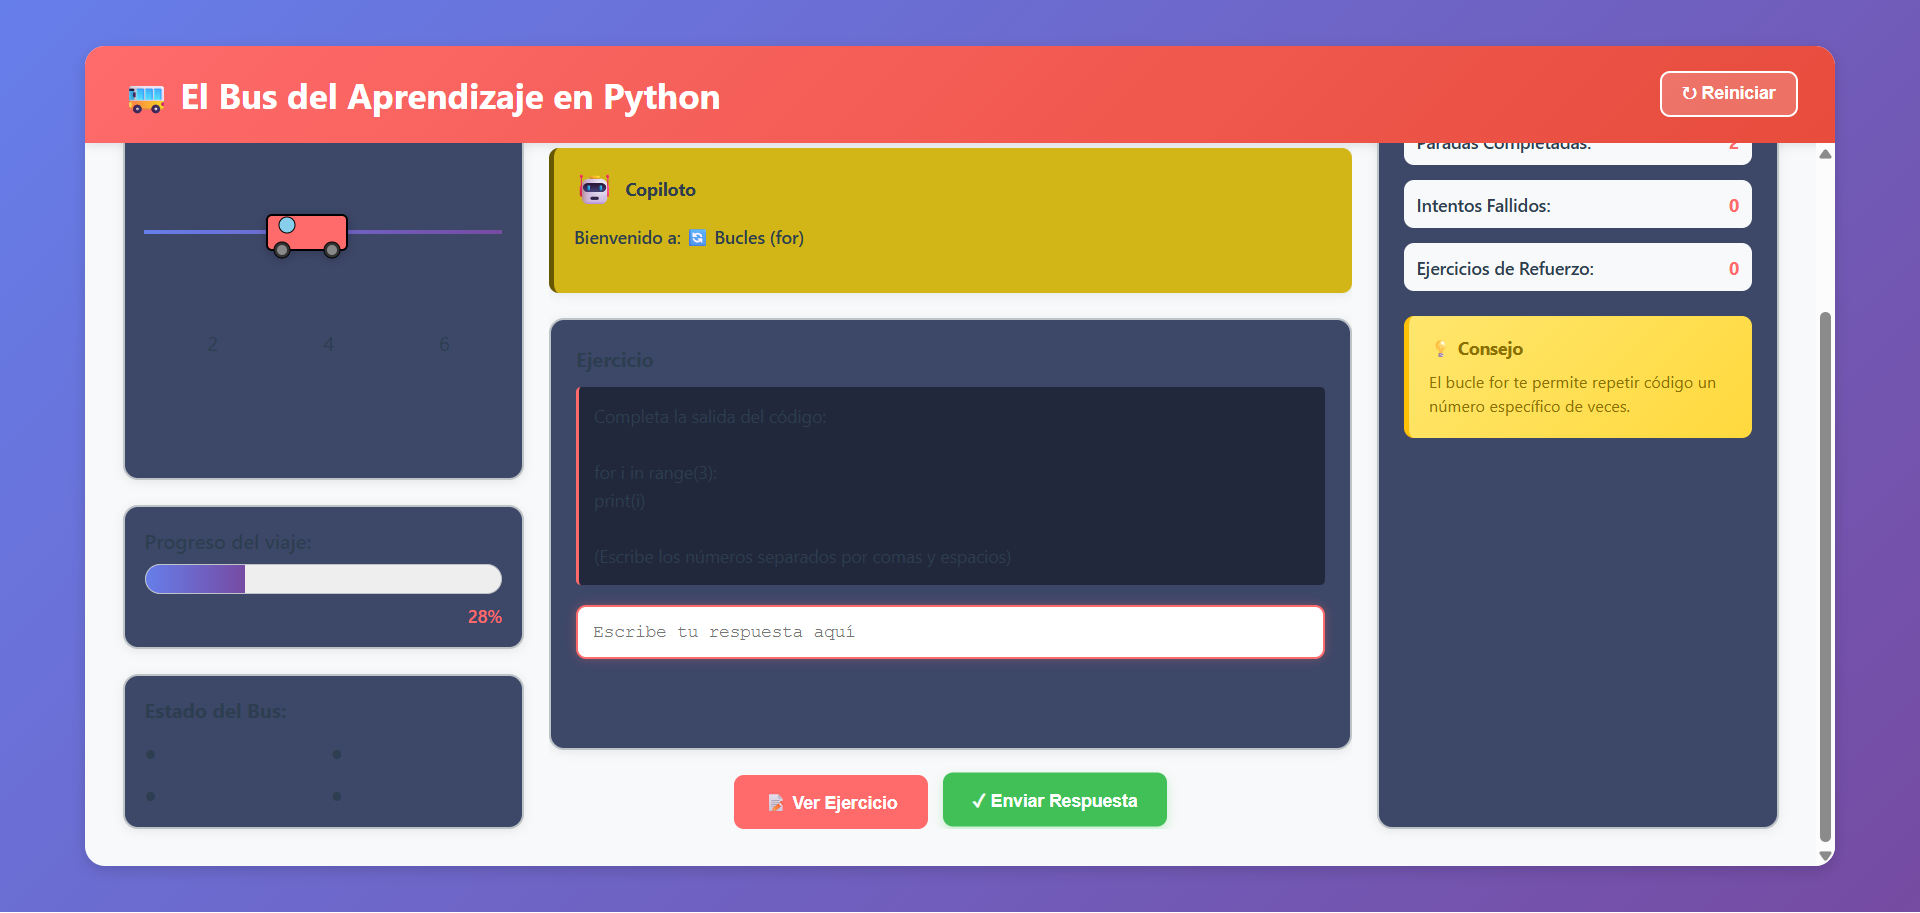 El Bus del Aprendizaje en Python
↻ Reiniciar
2 4 6
Progreso del viaje:
28%
Estado del Bus:
Copiloto
Bienvenido a: 🔄 Bucles (for)
Ejercicio
Completa la salida del código:
for i in range(3):
print(i)
(Escribe los números separados por comas y espacios)
Escribe tu respuesta aquí
Ver Ejercicio
✓ Enviar Respuesta
Paradas Completadas: 2
Intentos Fallidos: 0
Ejercicios de Refuerzo: 0
Consejo
El bucle for te permite repetir código un
número específico de veces.